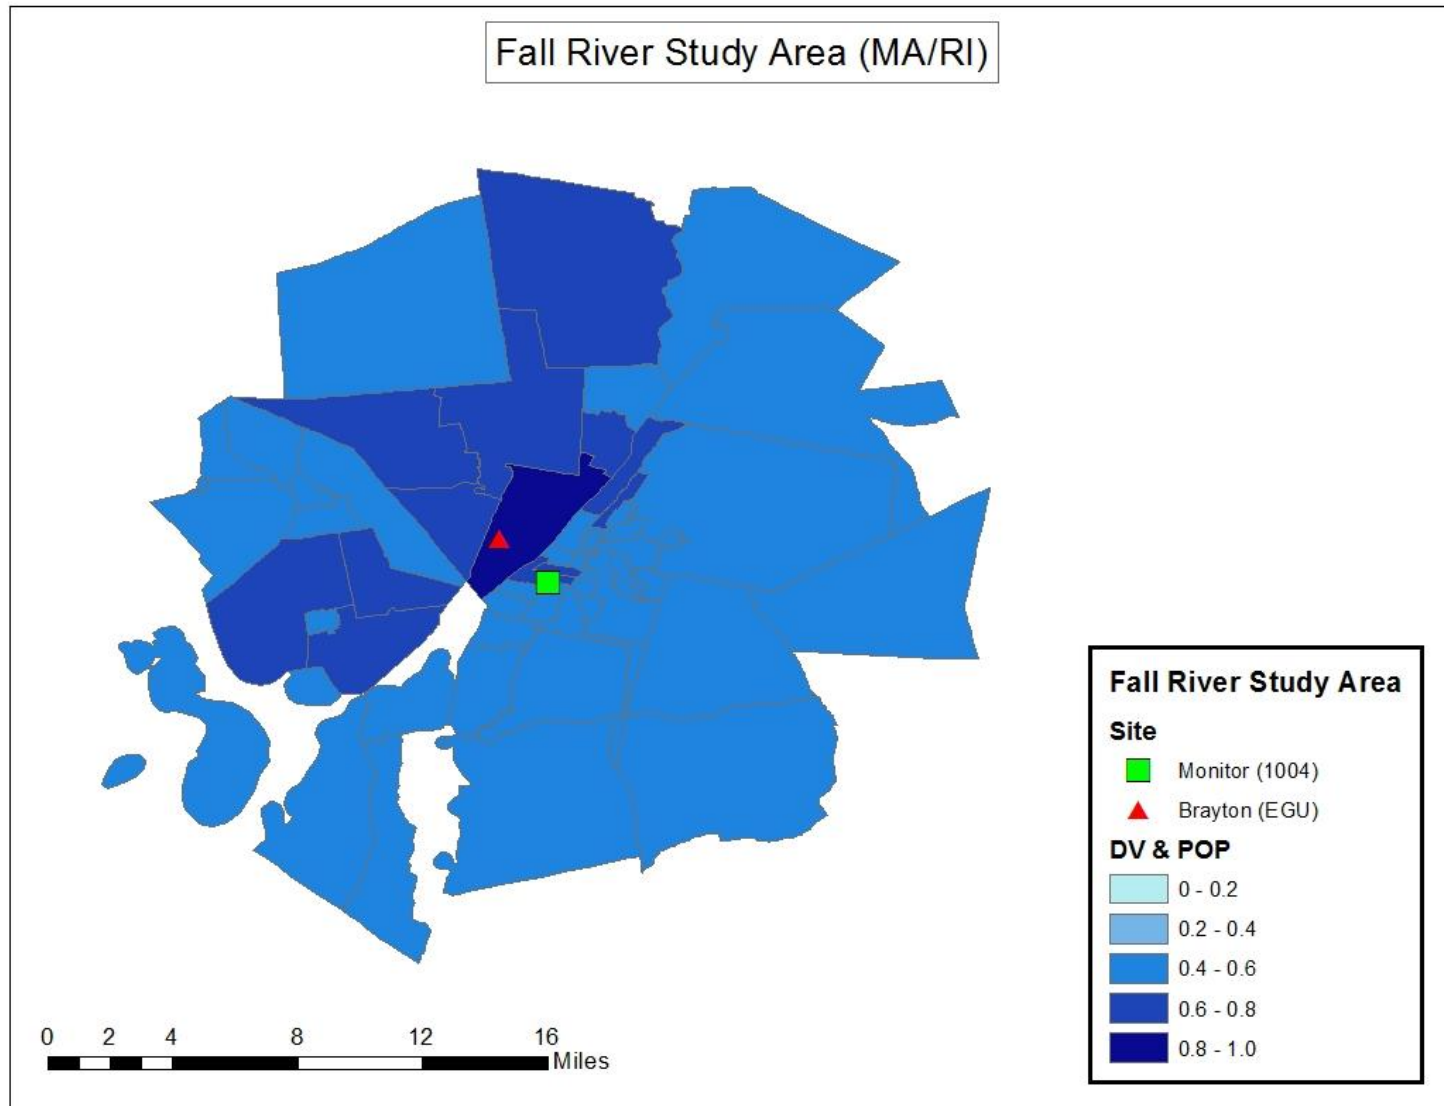 Fall River Study Area (MA/RI)
Fall River Study Area
Site
Monitor (1004)
Brayton (EGU)
DV & POP
0 - 0.2
0.2 - 0.4
0.4 - 0.6
0.6 - 0.8
0.8 - 1.0
0 2 4 8 12 16
Miles